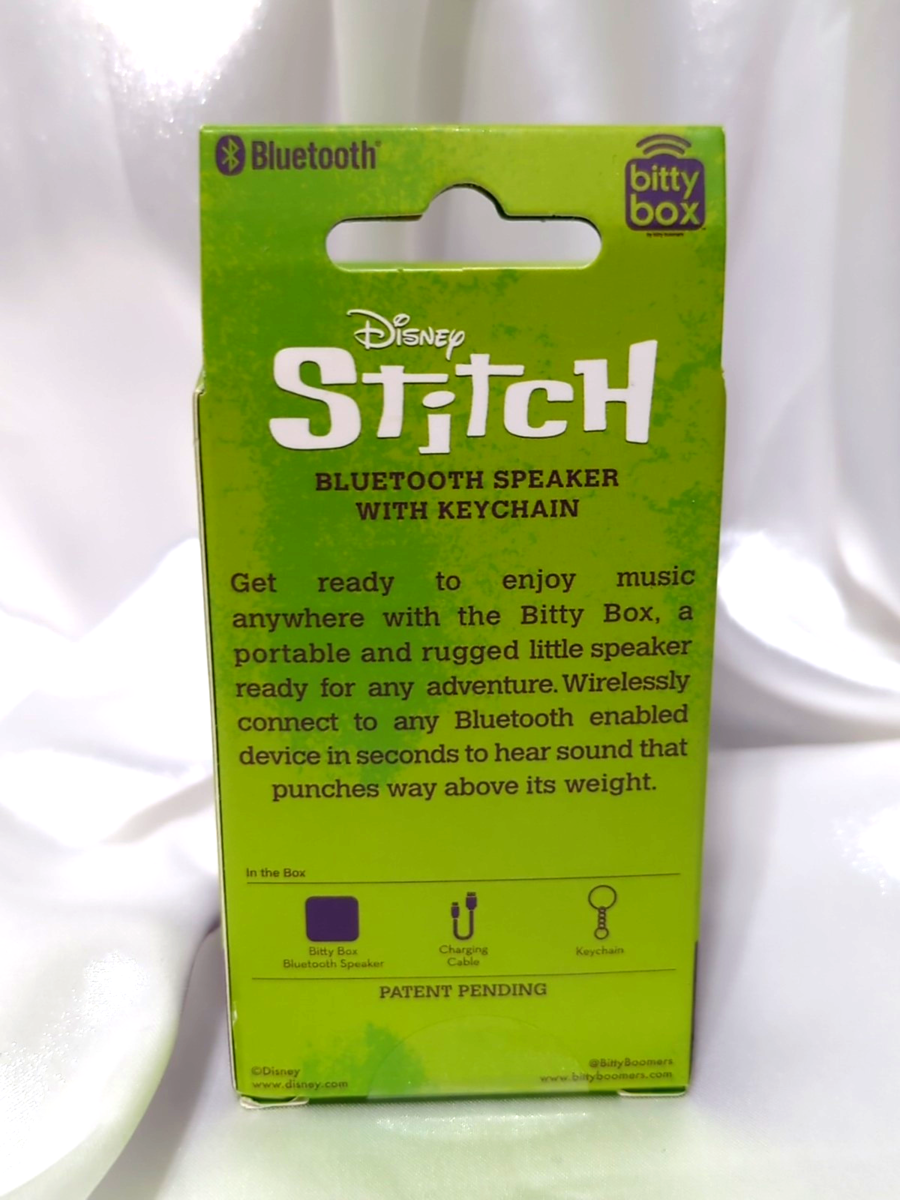 Bluetooth®
bitty
box
by bitty boomers
Disney
Stitch
BLUETOOTH SPEAKER
WITH KEYCHAIN
Get ready to enjoy music
anywhere with the Bitty Box, a
portable and rugged little speaker
ready for any adventure. Wirelessly
connect to any Bluetooth enabled
device in seconds to hear sound that
punches way above its weight.
In the Box
Bitty Box
Bluetooth Speaker
Charging
Cable
Keychain
PATENT PENDING
©Disney
www.disney.com
@BittyBoomers
www.bittyboomers.com